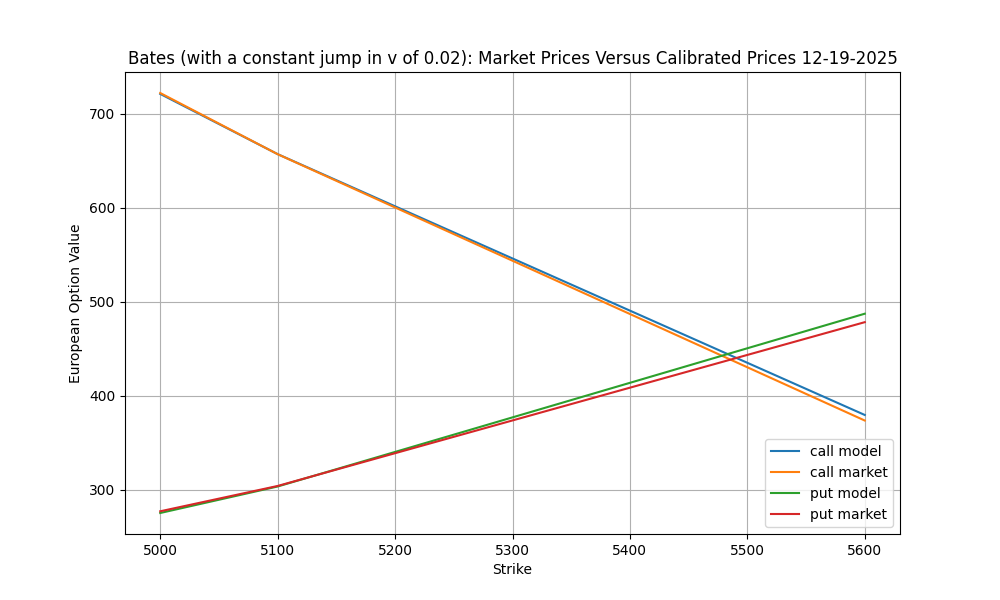 Bates (with a constant jump in v of 0.02): Market Prices Versus Calibrated Prices 12-19-2025
European Option Value
700
600
500
400
300
5000 5100 5200 5300 5400 5500 5600
Strike
call model
call market
put model
put market